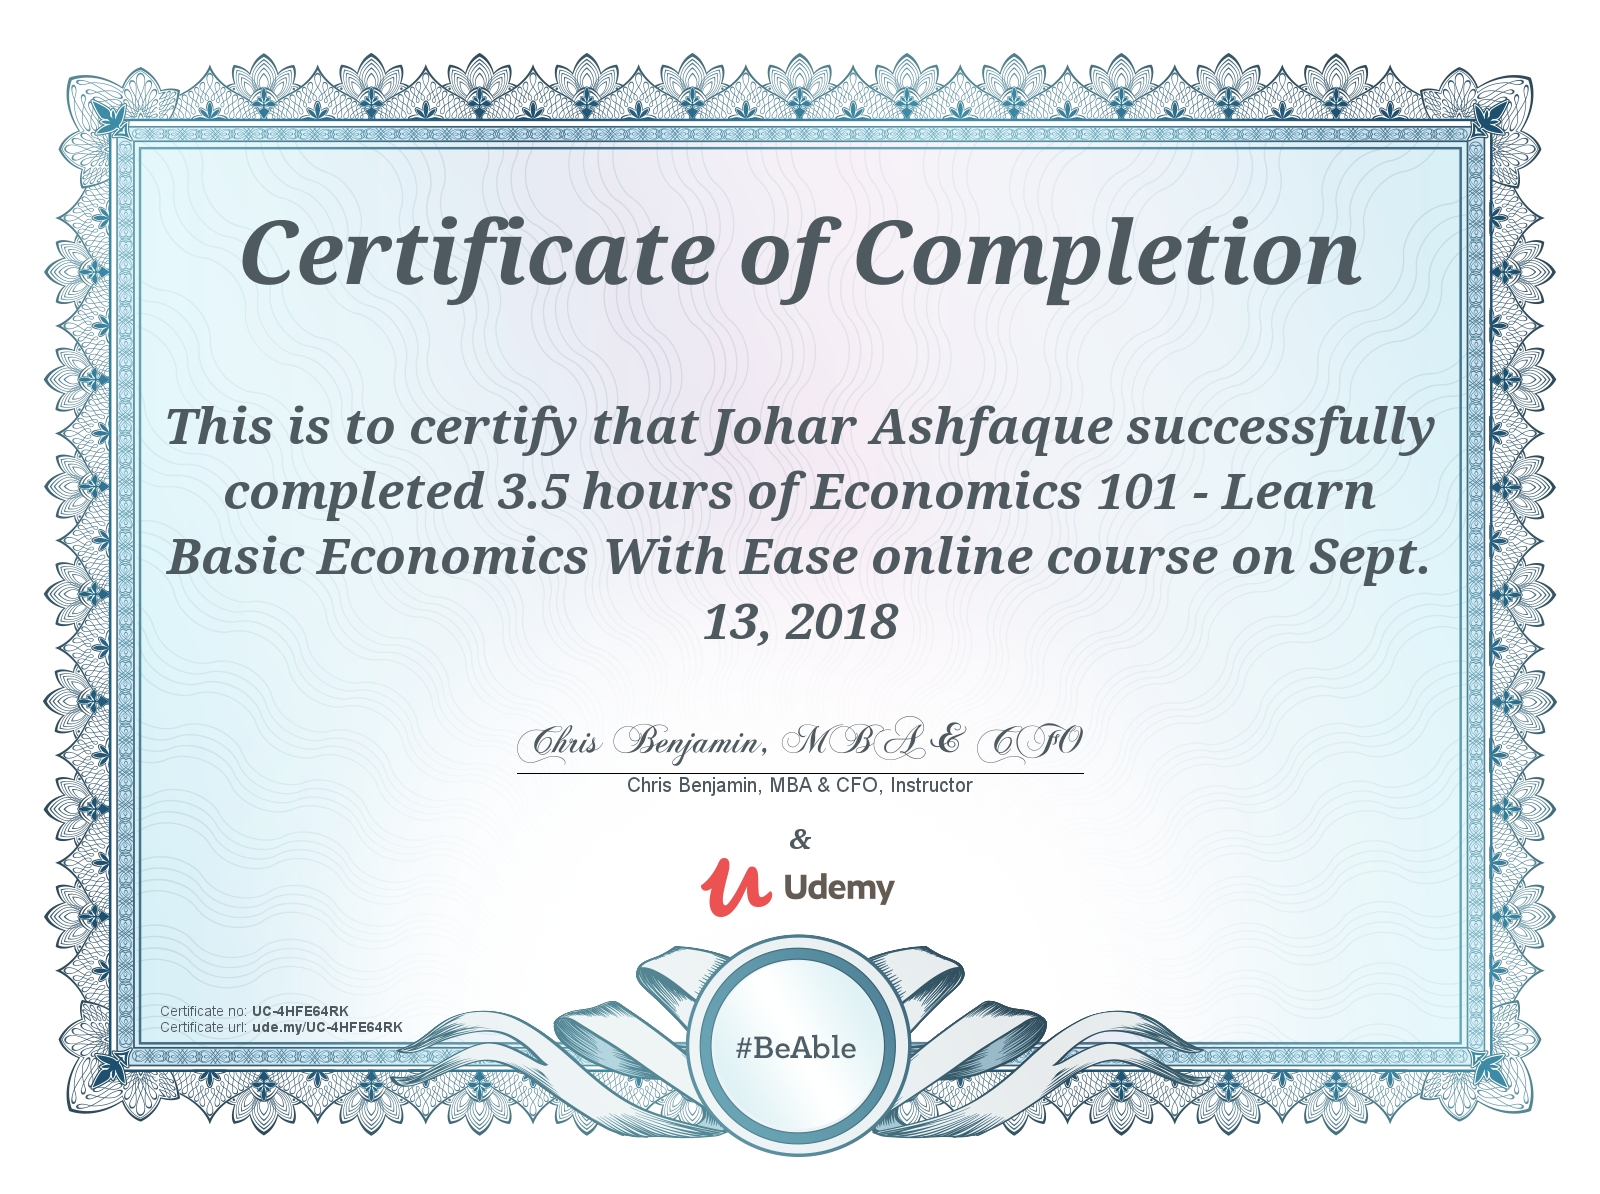 Certificate of Completion
This is to certify that Johar Ashfaque successfully
completed 3.5 hours of Economics 101 - Learn
Basic Economics With Ease online course on Sept.
13, 2018
Chris Benjamin, MBA & CFO
Chris Benjamin, MBA & CFO, Instructor
&
Udemy
Certificate no: UC-4HFE64RK
Certificate url: ude.my/UC-4HFE64RK
#BeAble